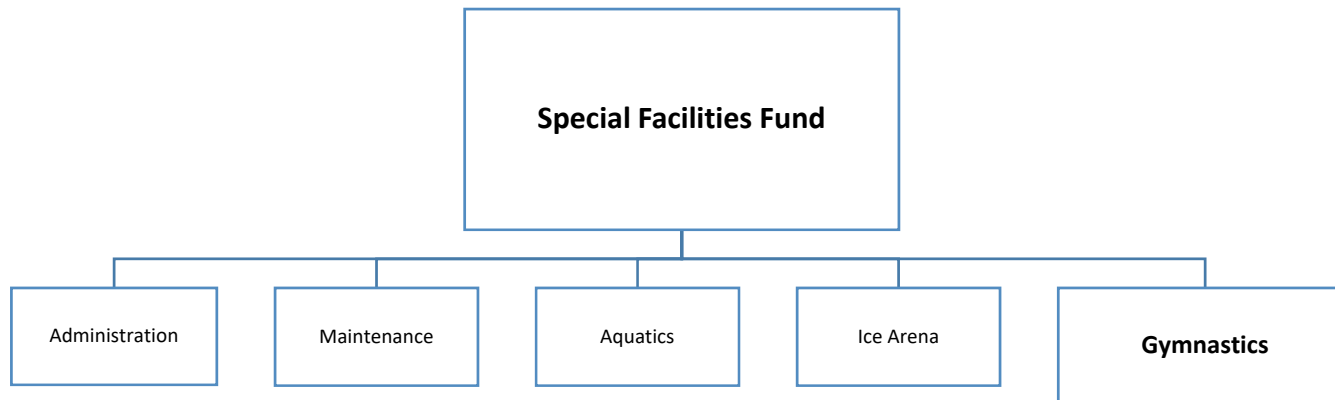 Special Facilities Fund
Administration
Maintenance
Aquatics
Ice Arena
Gymnastics